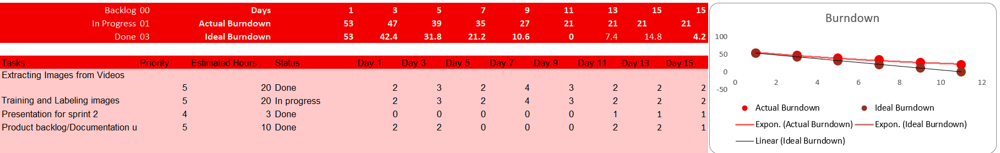 Backlog 00 Days 1 3 5 7 9 11 13 15 15
In Progress 01 Actual Burndown 53 47 39 35 27 21 21 21 21
Done 03 Ideal Burndown 53 42.4 31.8 21.2 10.6 0 7.4 14.8 4.2
Tasks Priority Estimated Hours Status Day 1 Day 3 Day 5 Day 7 Day 9 Day 11 Day 13 Day 15
Extracting Images from Videos
5 20 Done 2 3 2 4 3 2 2 2
Training and Labeling images 5 20 In progress 2 3 2 4 3 2 2 2
Presentation for sprint 2 4 3 Done 0 0 0 0 0 1 1 1
Product backlog/Documentation u 5 10 Done 2 2 0 0 0 2 2 1
Burndown
100
50
0
-50
0 2 4 6 8 10 12
Actual Burndown Ideal Burndown
Expon. (Actual Burndown) Expon. (Ideal Burndown)
Linear (Ideal Burndown)